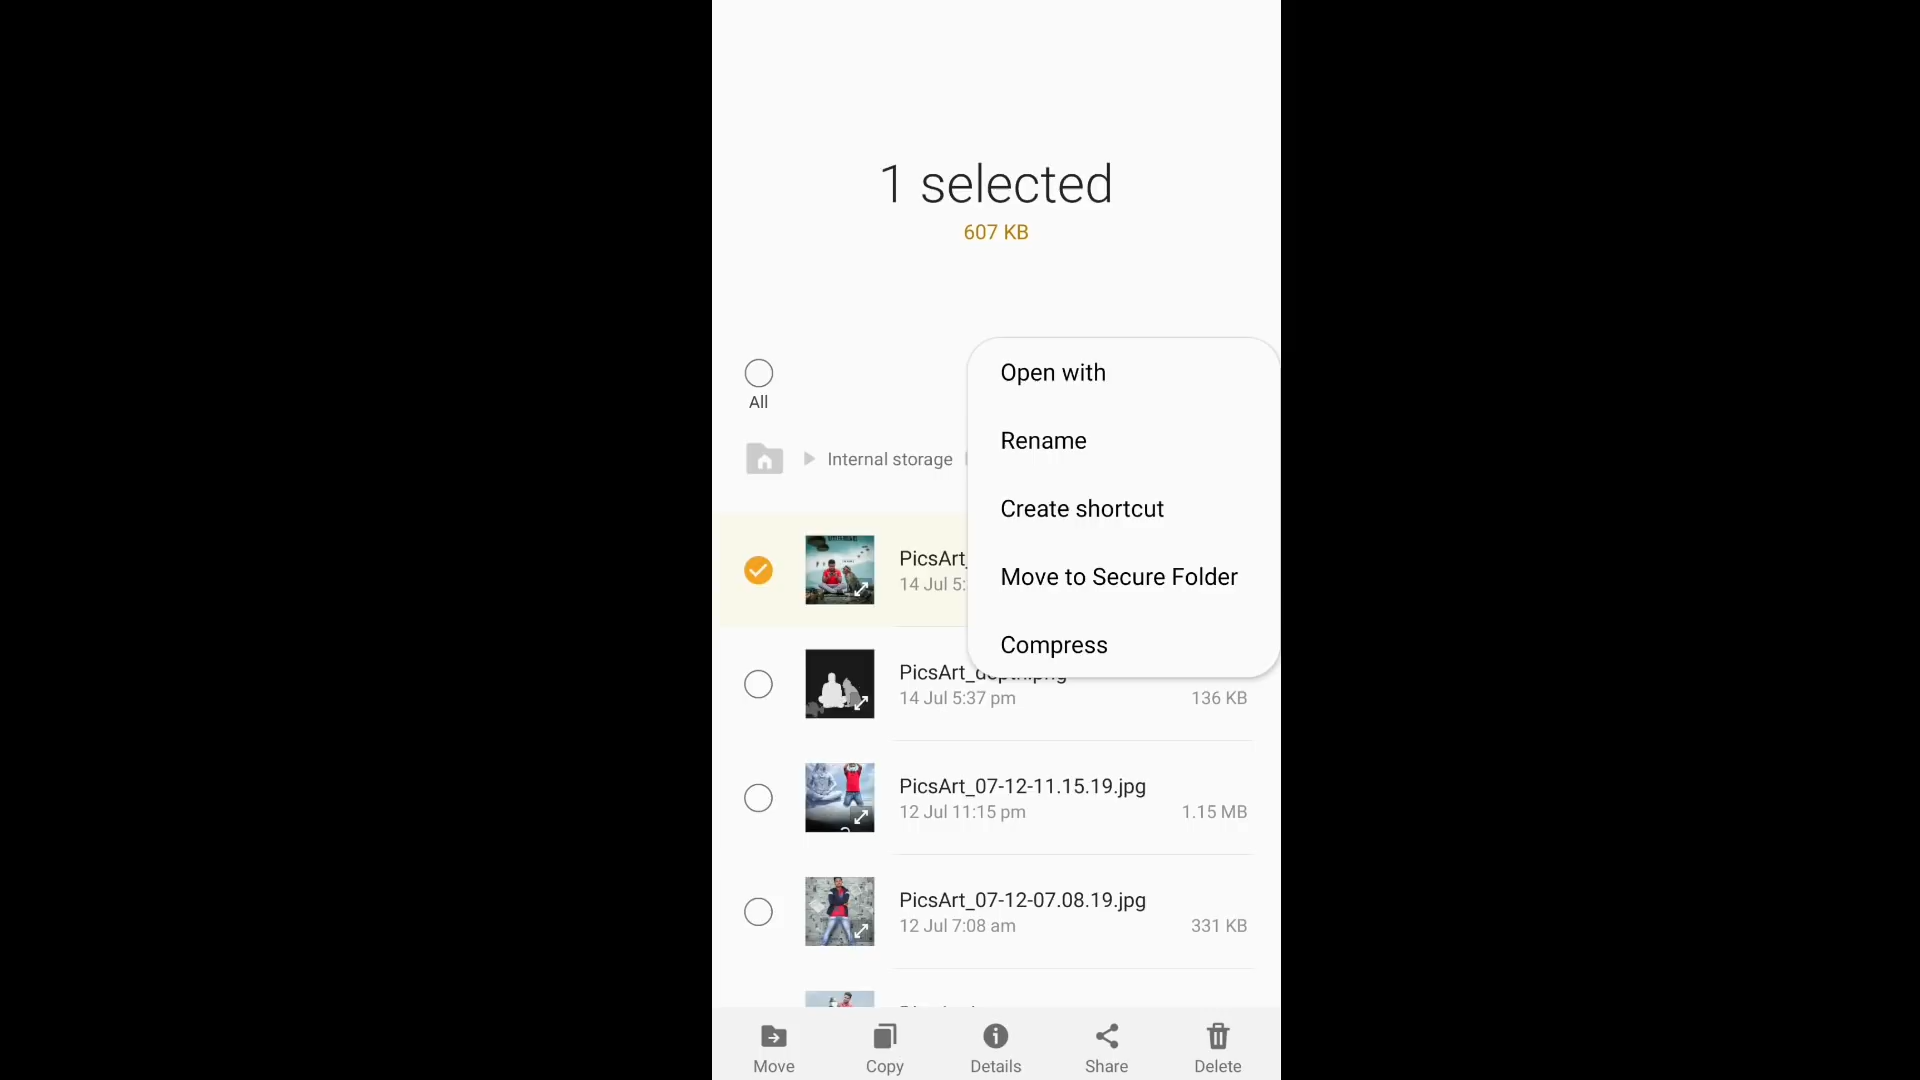 1 selected
607 KB
All
Internal storage
Open with
Rename
Create shortcut
Move to Secure Folder
Compress
PicsArt_
14 Jul 5:
PicsArt_depth.png
14 Jul 5:37 pm
136 KB
PicsArt_07-12-11.15.19.jpg
12 Jul 11:15 pm
1.15 MB
PicsArt_07-12-07.08.19.jpg
12 Jul 7:08 am
331 KB
Move
Copy
Details
Share
Delete